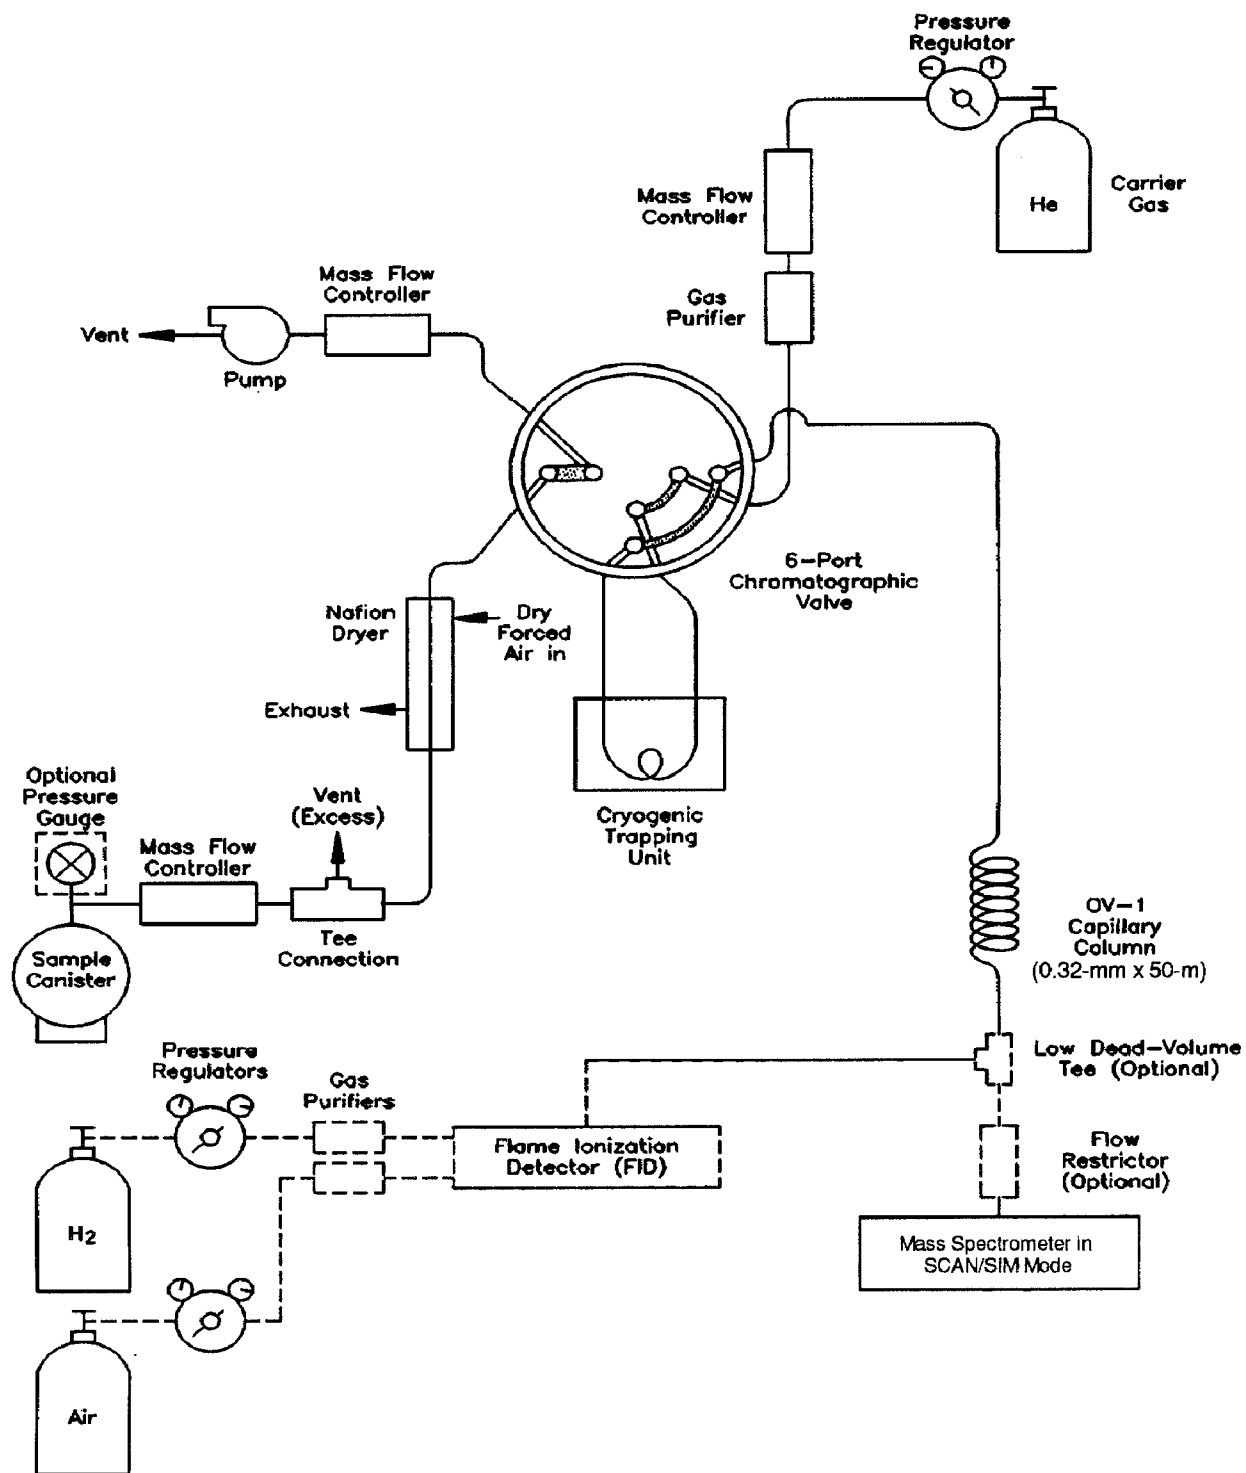 Pressure
Regulator
Mass Flow
Controller
He
Carrier
Gas
Mass Flow
Controller
Gas
Purifier
Vent
Pump
6-Port
Chromatographic
Valve
Nafion
Dryer
Dry
Forced
Air in
Exhaust
Optional
Pressure
Gauge
Vent
(Excess)
Cryogenic
Trapping
Unit
Mass Flow
Controller
Tee
Connection
Sample
Canister
OV-1
Capillary
Column
(0.32-mm x 50-m)
Pressure
Regulators
Gas
Purifiers
Low Dead-Volume
Tee (Optional)
Flame Ionization
Detector (FID)
Flow
Restrictor
(Optional)
H2
Mass Spectrometer in
SCAN/SIM Mode
Air